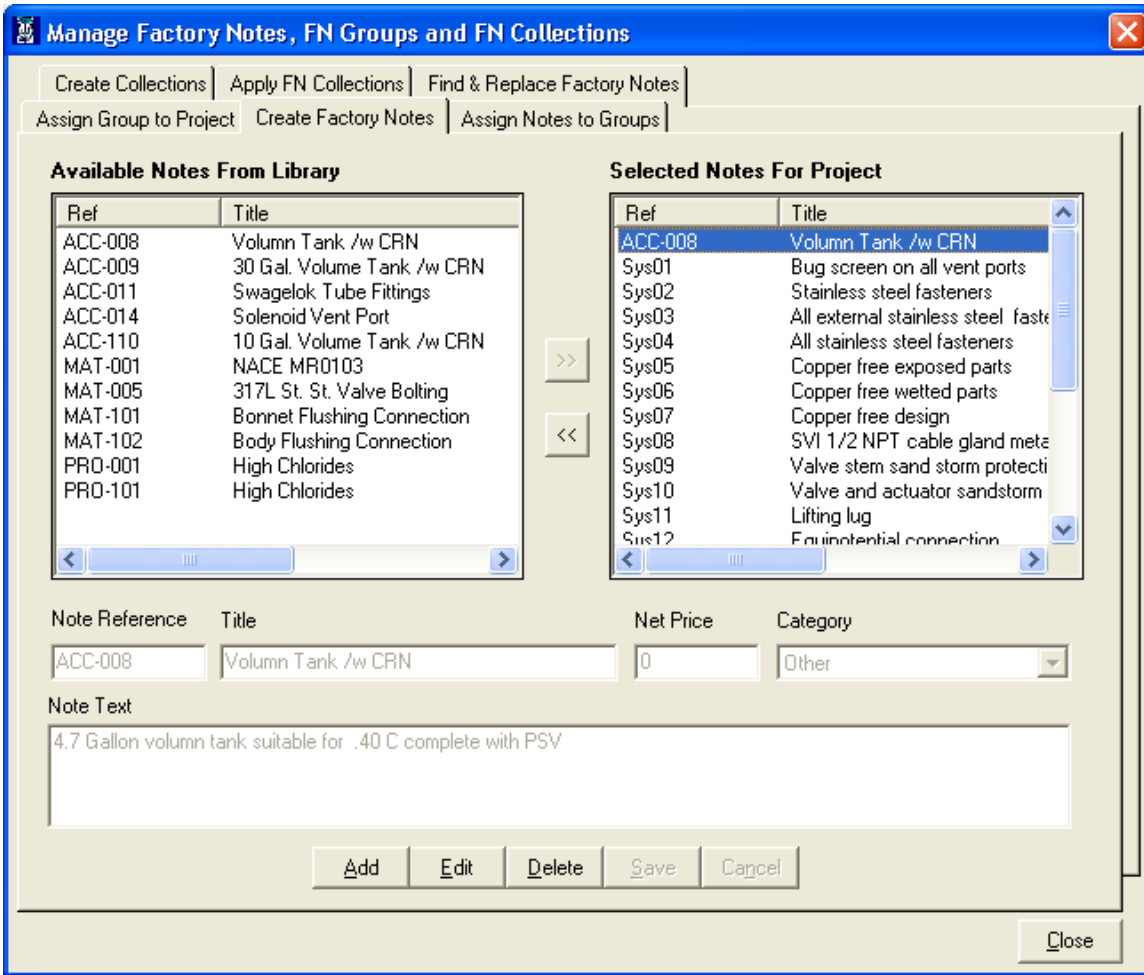 Manage Factory Notes, FN Groups and FN Collections
Create Collections Apply FN Collections Find & Replace Factory Notes
Assign Group to Project Create Factory Notes Assign Notes to Groups
Available Notes From Library
Ref Title
ACC-008 Volumn Tank /w CRN
ACC-009 30 Gal. Volume Tank /w CRN
ACC-011 Swagelok Tube Fittings
ACC-014 Solenoid Vent Port
ACC-110 10 Gal. Volume Tank /w CRN
MAT-001 NACE MR0103
MAT-005 317L St. St. Valve Bolting
MAT-101 Bonnet Flushing Connection
MAT-102 Body Flushing Connection
PRO-001 High Chlorides
PRO-101 High Chlorides
>>
<<
Selected Notes For Project
Ref Title
ACC-008 Volumn Tank /w CRN
Sys01 Bug screen on all vent ports
Sys02 Stainless steel fasteners
Sys03 All external stainless steel faste
Sys04 All stainless steel fasteners
Sys05 Copper free exposed parts
Sys06 Copper free wetted parts
Sys07 Copper free design
Sys08 SVI 1/2 NPT cable gland meta
Sys09 Valve stem sand storm protecti
Sys10 Valve and actuator sandstorm
Sys11 Lifting lug
Sys12 Equipotential connection
Note Reference Title Net Price Category
ACC-008 Volumn Tank /w CRN 0 Other
Note Text
4.7 Gallon volumn tank suitable for .40 C complete with PSV
Add Edit Delete Save Cancel
Close